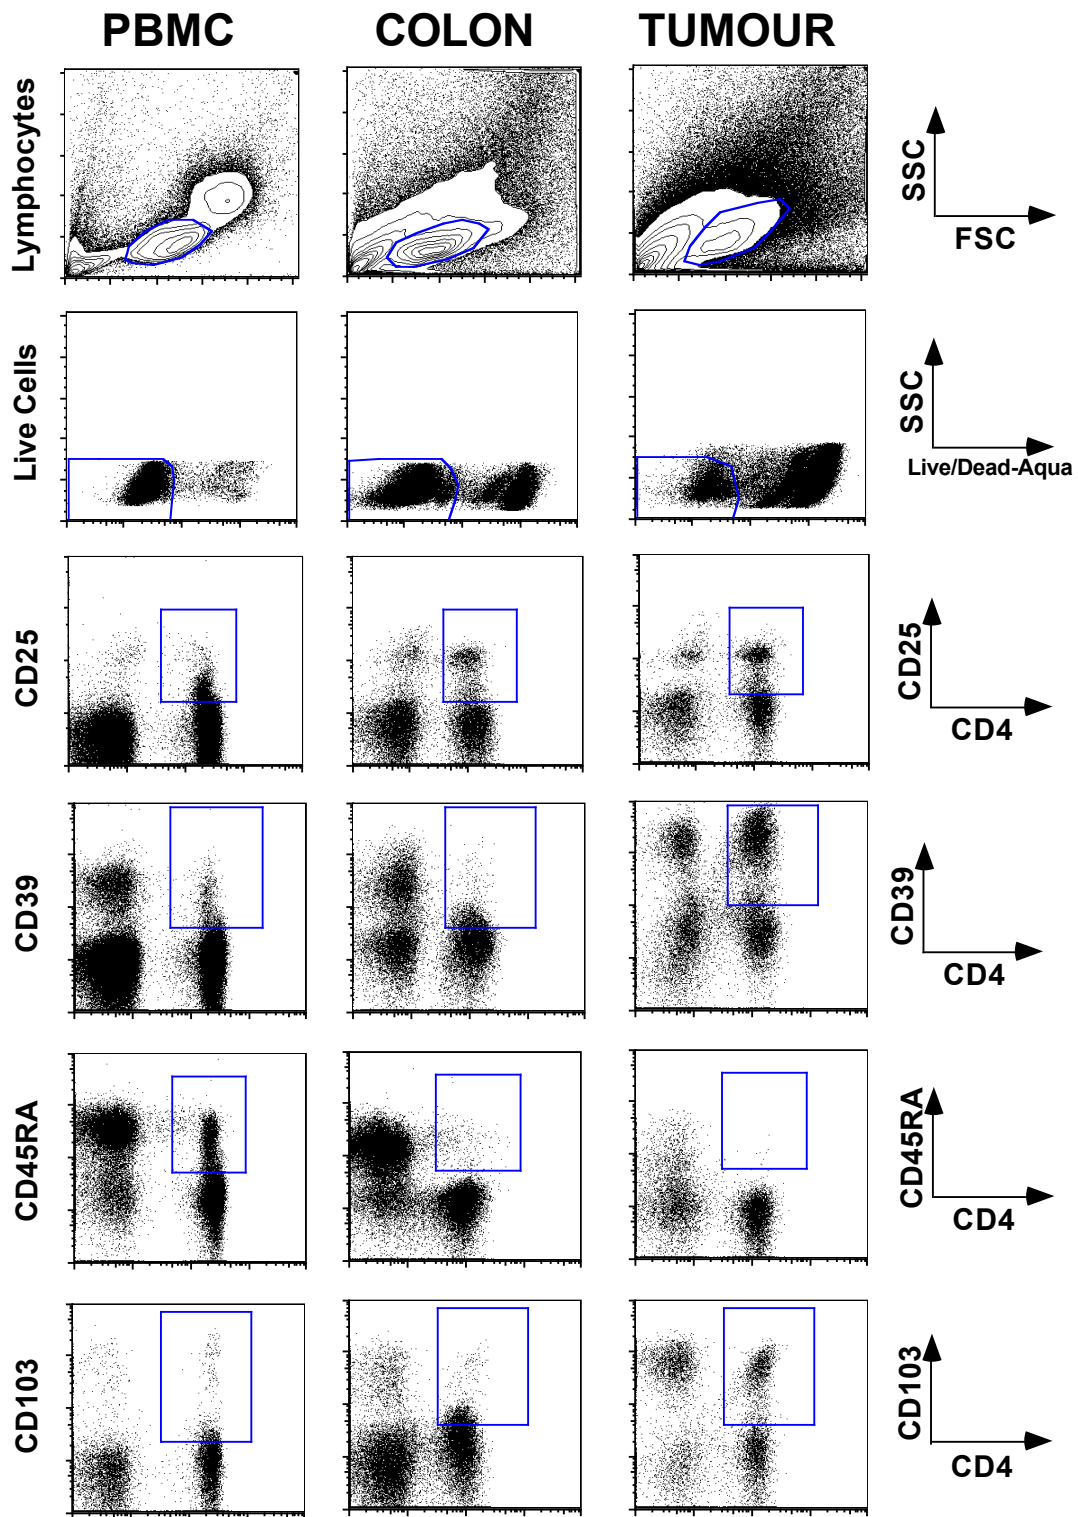 PBMC COLON TUMOUR
Lymphocytes
SSC
FSC
Live Cells
SSC
Live/Dead-Aqua
CD25
CD25
CD4
CD39
CD39
CD4
CD45RA
CD45RA
CD4
CD103
CD103
CD4